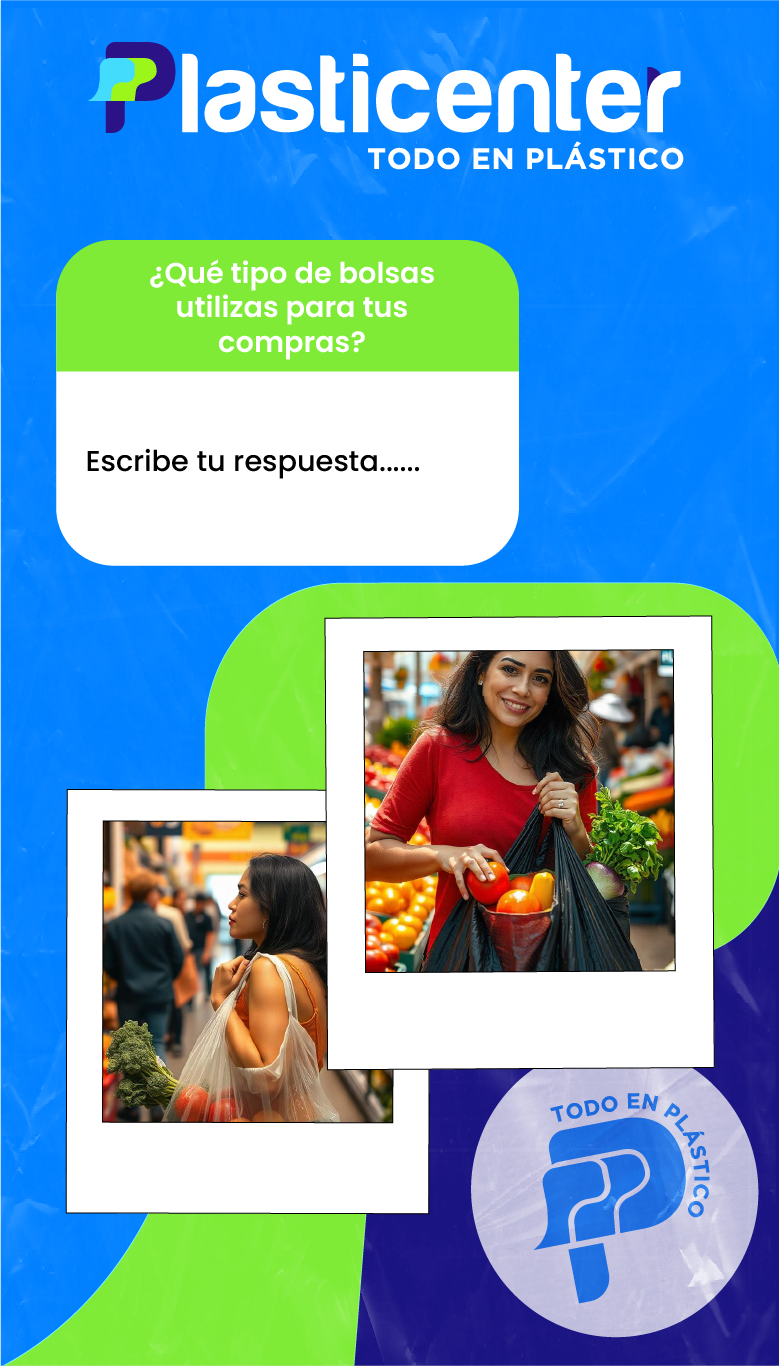 Plasticenter
TODO EN PLÁSTICO
¿Qué tipo de bolsas
utilizas para tus
compras?
Escribe tu respuesta......
TODO EN PLÁSTICO